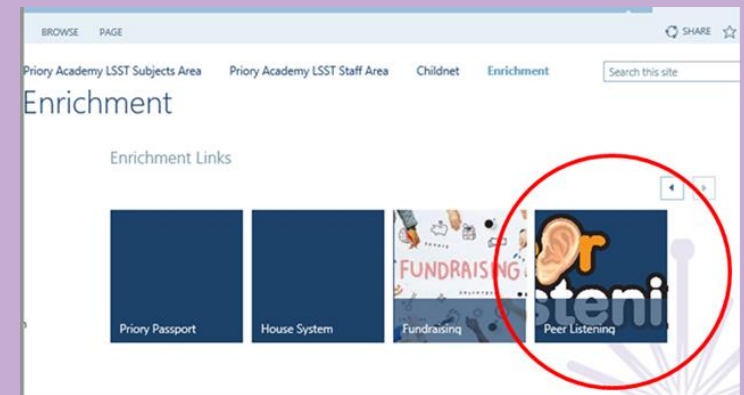 BROWSE PAGE SHARE
Priory Academy LSST Subjects Area Priory Academy LSST Staff Area Childnet Enrichment Search this site
Enrichment
Enrichment Links
FUNDRAISING
r
steni
Priory Passport House System Fundraising Peer Listening